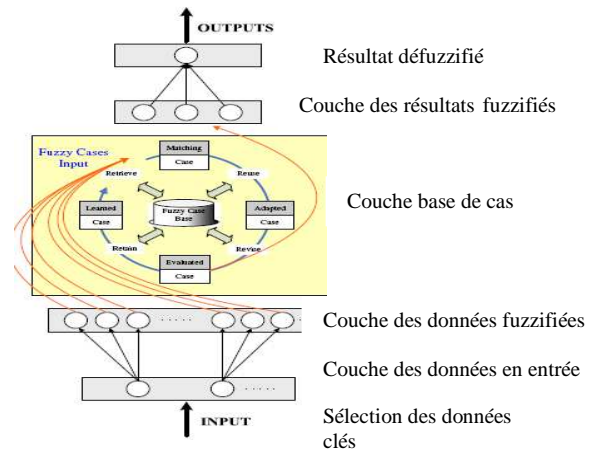 OUTPUTS
Résultat défuzzifié
Couche des résultats fuzzifiés
Fuzzy Cases
Input
Matching
Case
Retrieve
Reuse
Learned
Case
Fuzzy Case
Base
Adapted
Case
Couche base de cas
Retain
Revise
Evaluated
Case
Couche des données fuzzifiées
Couche des données en entrée
INPUT
Sélection des données
clés